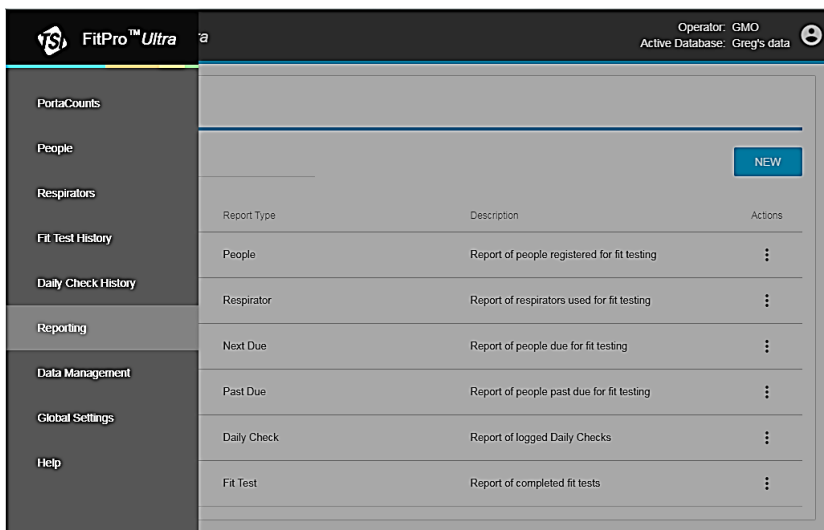 TSI FitPro™ Ultra
a
Operator: GMO
Active Database: Greg's data
PortaCounts
People
Respirators
Fit Test History
Daily Check History
Reporting
Data Management
Global Settings
Help
NEW
Report Type Description Actions
People Report of people registered for fit testing
Respirator Report of respirators used for fit testing
Next Due Report of people due for fit testing
Past Due Report of people past due for fit testing
Daily Check Report of logged Daily Checks
Fit Test Report of completed fit tests